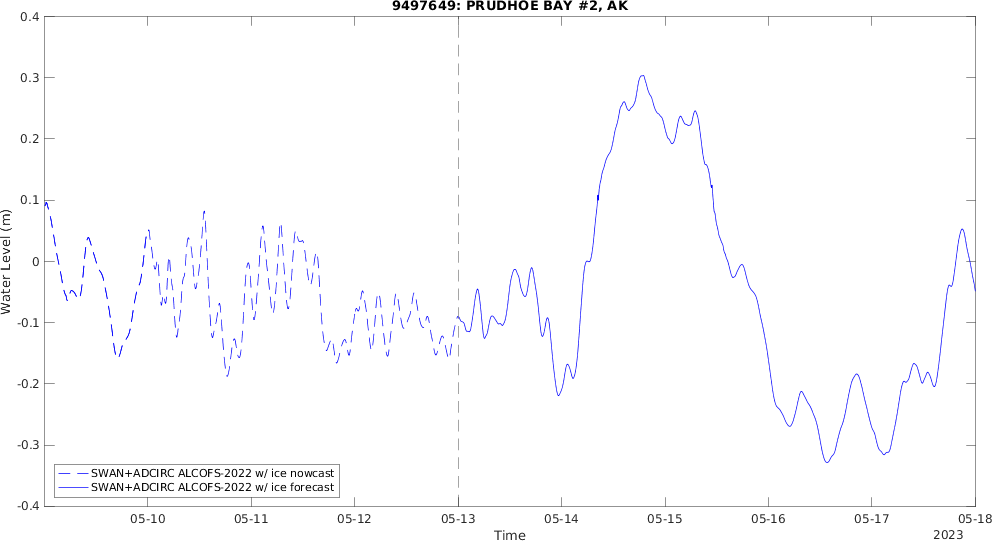 9497649: PRUDHOE BAY #2, AK
0.4
0.3
0.2
0.1
0
-0.1
-0.2
-0.3
-0.4
Water Level (m)
SWAN+ADCIRC ALCOFS-2022 w/ ice nowcast
SWAN+ADCIRC ALCOFS-2022 w/ ice forecast
05-10 05-11 05-12 05-13 05-14 05-15 05-16 05-17 05-18
Time
2023